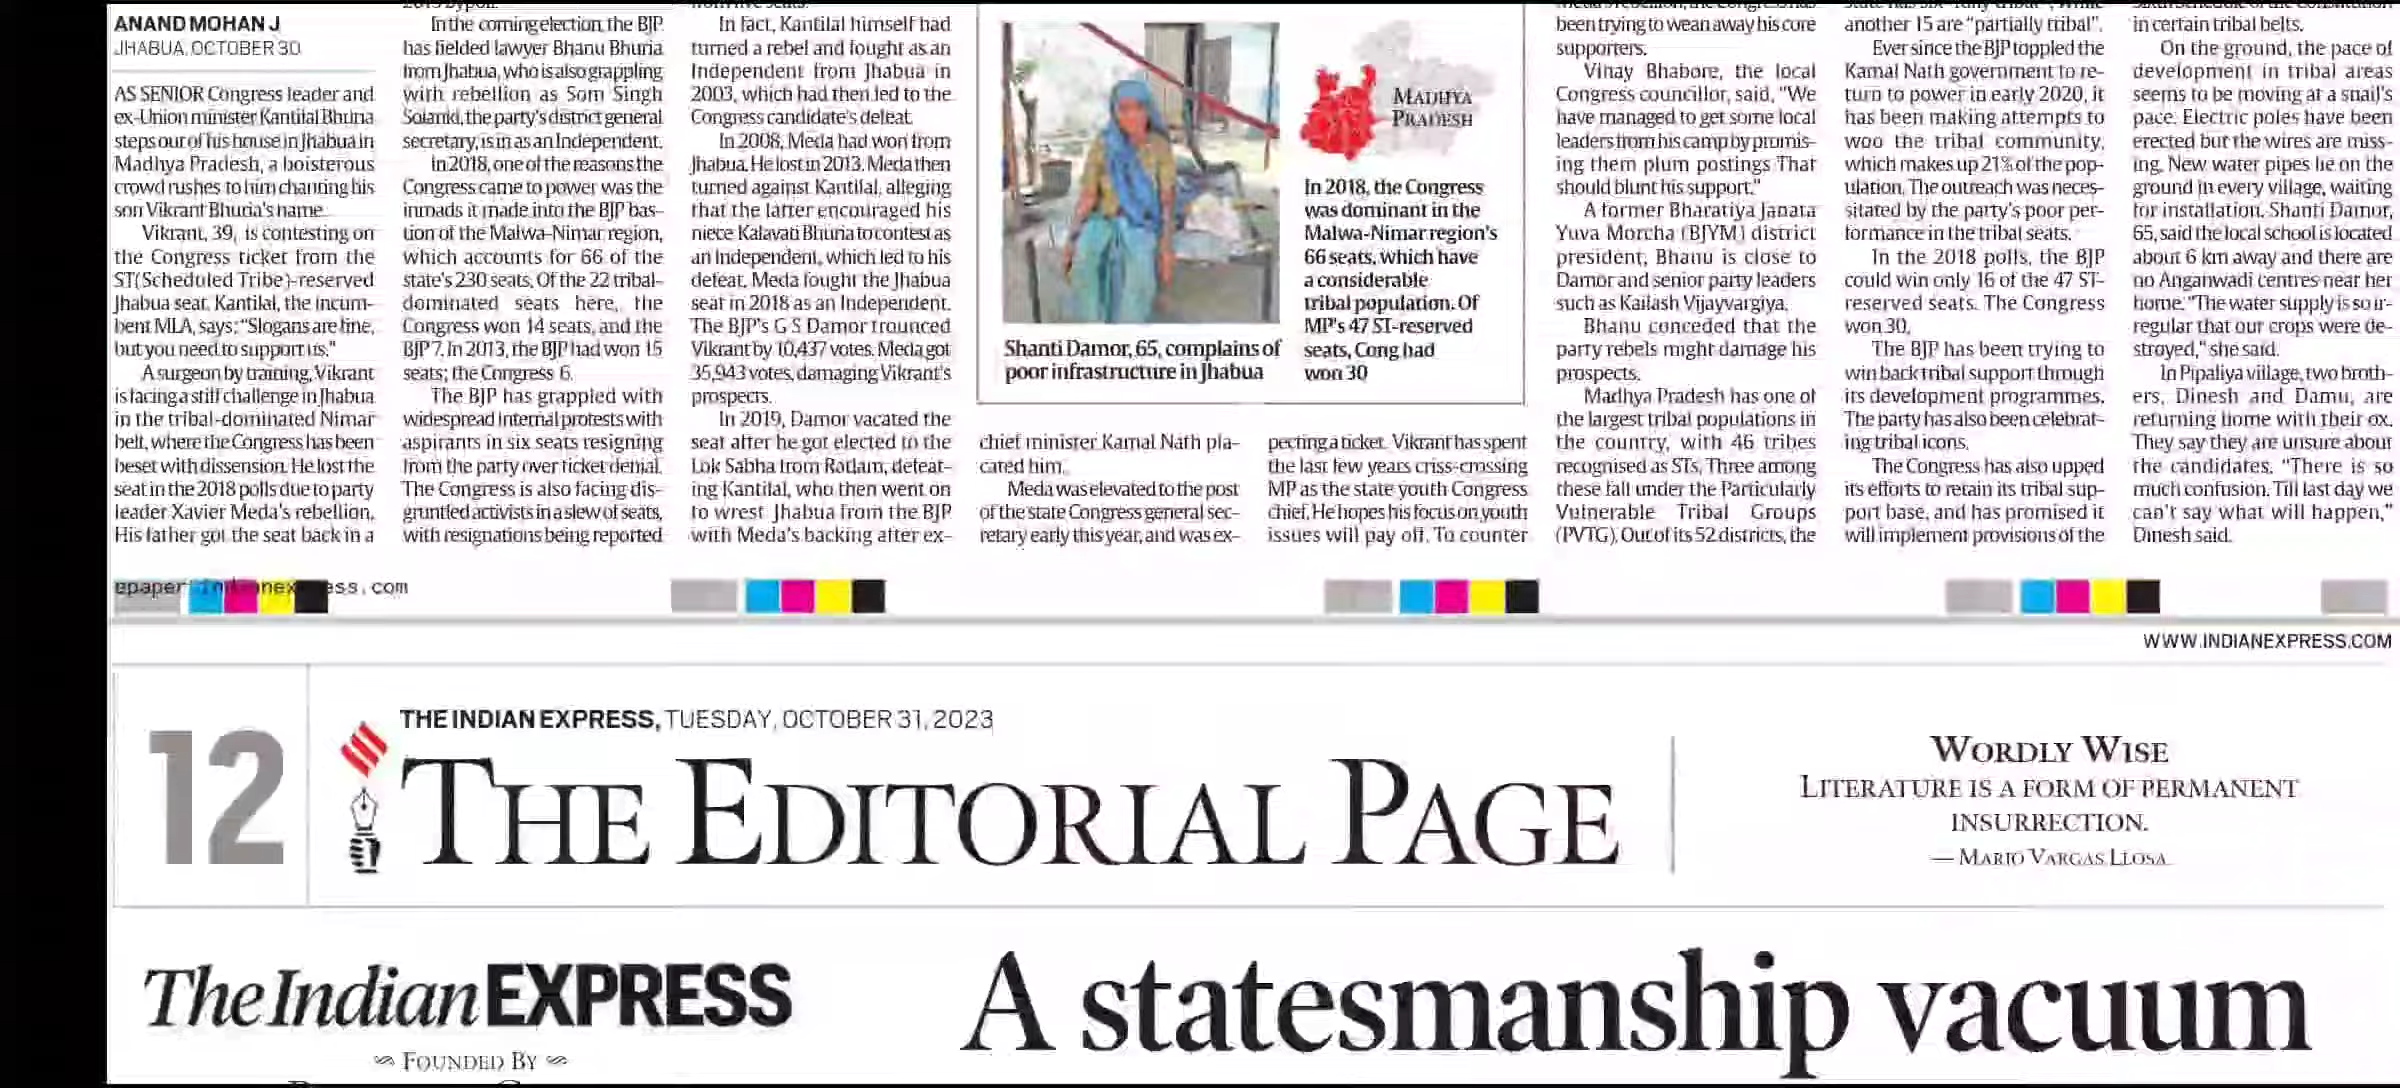 ANAND MOHAN J
JHABUA, OCTOBER 30
AS SENIOR Congress leader and
ex-Union minister Kantilal Bhuria
steps our of his house in Jhabua in
Madhya Pradesh, a boisterous
crowd rushes to him chanting his
son Vikrant Bhuria's name.
Vikrant, 39, is contesting on
the Congress ticket from the
ST(Scheduled Tribe)-reserved
Jhabua seat. Kantilal, the incum-
bent MLA, says: "Slogans are fine,
but you need to support us."
A surgeon by training, Vikrant
is facing a stiff challenge in Jhabua
in the tribal-dominated Nimar
belt, where the Congress has been
beset with dissension. He lost the
seat in the 2018 polls due to party
leader Xavier Meda's rebellion.
His father got the seat back in a
In the coming election, the BJP
has fielded lawyer Bhanu Bhuria
from Jhabua, who is also grappling
with rebellion as Som Singh
Solanki, the party's district general
secretary, is in as an Independent.
In 2018, one of the reasons the
Congress came to power was the
inroads it made into the BJP bas-
tion of the Malwa-Nimar region,
which accounts for 66 of the
state's 230 seats. Of the 22 tribal-
dominated seats here, the
Congress won 14 seats, and the
BJP 7. In 2013, the BJP had won 15
seats; the Congress 6.
The BJP has grappled with
widespread internal protests with
aspirants in six seats resigning
from the party over ticket denial.
The Congress is also facing dis-
gruntled activists in a slew of seats,
with resignations being reported
In fact, Kantilal himself had
turned a rebel and fought as an
Independent from Jhabua in
2003, which had then led to the
Congress candidate's defeat.
In 2008, Meda had won from
Jhabua. He lost in 2013. Meda then
turned against Kantilal, alleging
that the latter encouraged his
niece Kalavati Bhuria to contest as
an Independent, which led to his
defeat. Meda fought the Jhabua
seat in 2018 as an Independent.
The BJP's G S Damor trounced
Vikrant by 10,437 votes. Meda got
35,943 votes, damaging Vikrant's
prospects.
In 2019, Damor vacated the
seat after he got elected to the
Lok Sabha from Ratlam, defeat-
ing Kantilal, who then went on
to wrest Jhabua from the BJP
with Meda's backing after ex-
MADHYA
PRADESH
Shanti Damor, 65, complains of
poor infrastructure in Jhabua
In 2018, the Congress
was dominant in the
Malwa-Nimar region's
66 seats, which have
a considerable
tribal population. Of
MP's 47 ST-reserved
seats, Cong had
won 30
chief minister Kamal Nath pla-
cated him.
Meda was elevated to the post
of the state Congress general sec-
retary early this year, and was ex-
pecting a ticket. Vikrant has spent
the last few years criss-crossing
MP as the state youth Congress
chief. He hopes his focus on youth
issues will pay off. To counter
been trying to wean away his core
supporters.
Vinay Bhabore, the local
Congress councillor, said, "We
have managed to get some local
leaders from his camp by promis-
ing them plum postings That
should blunt his support."
A former Bharatiya Janata
Yuva Morcha (BJYM) district
president, Bhanu is close to
Damor and senior party leaders
such as Kailash Vijayvargiya.
Bhanu conceded that the
party rebels might damage his
prospects.
Madhya Pradesh has one of
the largest tribal populations in
the country, with 46 tribes
recognised as STs. Three among
these fall under the Particularly
Vulnerable Tribal Groups
(PVTG). Out of its 52 districts, the
another 15 are "partially tribal".
Ever since the BJP toppled the
Kamal Nath government to re-
turn to power in early 2020, it
has been making attempts to
woo the tribal community,
which makes up 21% of the pop-
ulation. The outreach was neces-
sitated by the party's poor per-
formance in the tribal seats.
In the 2018 polls, the BJP
could win only 16 of the 47 ST-
reserved seats. The Congress
won 30.
The BJP has been trying to
win back tribal support through
its development programmes.
The party has also been celebrat-
ing tribal icons.
The Congress has also upped
its efforts to retain its tribal sup-
port base, and has promised it
will implement provisions of the
in certain tribal belts.
On the ground, the pace of
development in tribal areas
seems to be moving at a snail's
pace. Electric poles have been
erected but the wires are miss-
ing. New water pipes lie on the
ground in every village, waiting
for installation. Shanti Damor,
65, said the local school is located
about 6 km away and there are
no Anganwadi centres near her
home. "The water supply is so ir-
regular that our crops were de-
stroyed," she said.
In Pipaliya village, two broth-
ers, Dinesh and Damu, are
returning home with their ox.
They say they are unsure about
the candidates. "There is so
much confusion. Till last day we
can't say what will happen,"
Dinesh said.
epaper.indianexpress.com
WWW.INDIANEXPRESS.COM
12
THE INDIAN EXPRESS, TUESDAY, OCTOBER 31, 2023
THE EDITORIAL PAGE
WORDLY WISE
LITERATURE IS A FORM OF PERMANENT
INSURRECTION.
— MARIO VARGAS LLOSA
The Indian EXPRESS
FOUNDED BY
A statesmanship vacuum